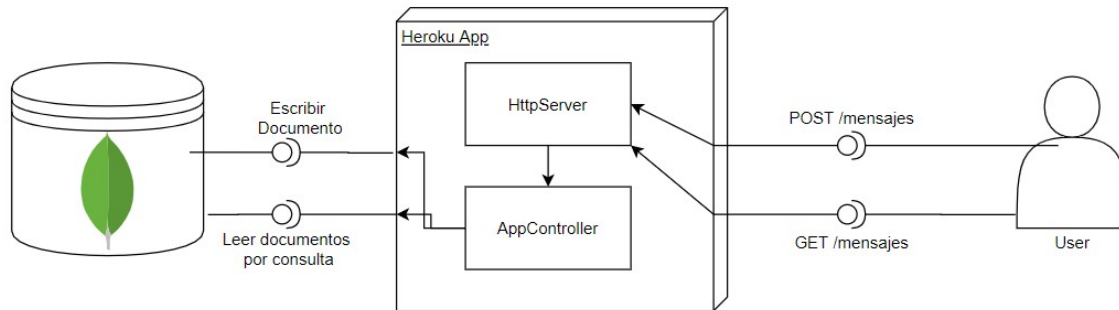 Heroku App
HttpServer
AppController
Escribir
Documento
Leer documentos
por consulta
POST /mensajes
GET /mensajes
User